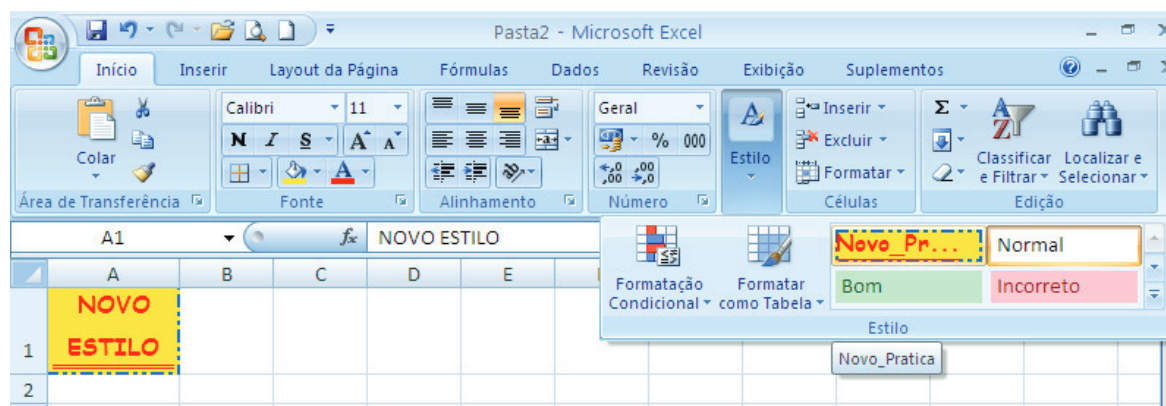 Pasta2 - Microsoft Excel
Início Inserir Layout da Página Fórmulas Dados Revisão Exibição Suplementos
Colar
Área de Transferência
Calibri 11
N I S A A
A
Fonte
Alinhamento
Geral
% 000
,00 ,0
Número
Estilo
Inserir
Excluir
Formatar
Células
Σ
Classificar e Filtrar
Localizar e Selecionar
Edição
A1 fx NOVO ESTILO
Formatação Condicional
Formatar como Tabela
Novo_Pr... Normal
Bom Incorreto
Estilo
Novo_Pratica
A B C D E
1 NOVO
ESTILO
2